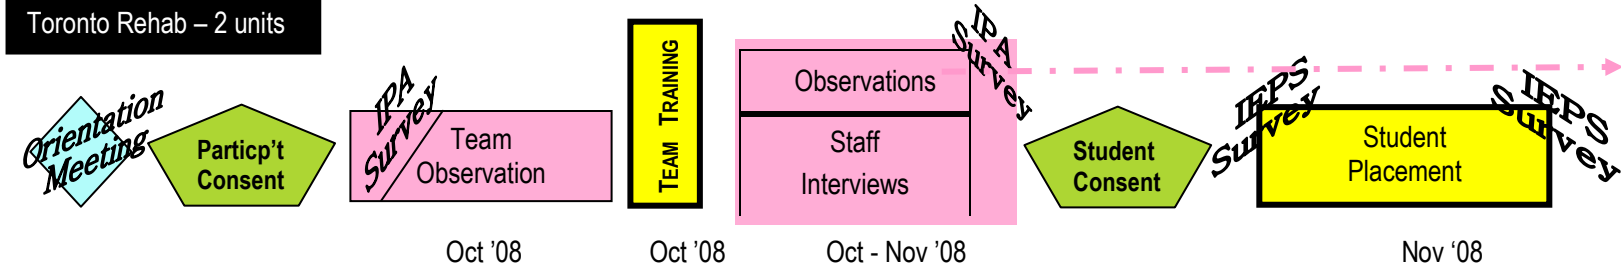 Toronto Rehab – 2 units
Orientation
Meeting
Particp't
Consent
IPA
Survey
Team
Observation
TEAM TRAINING
Observations
Staff
Interviews
IPA
Survey
Student
Consent
IEPS
Survey
Student
Placement
IEPS
Survey
Oct ’08
Oct ’08
Oct - Nov ’08
Nov ‘08